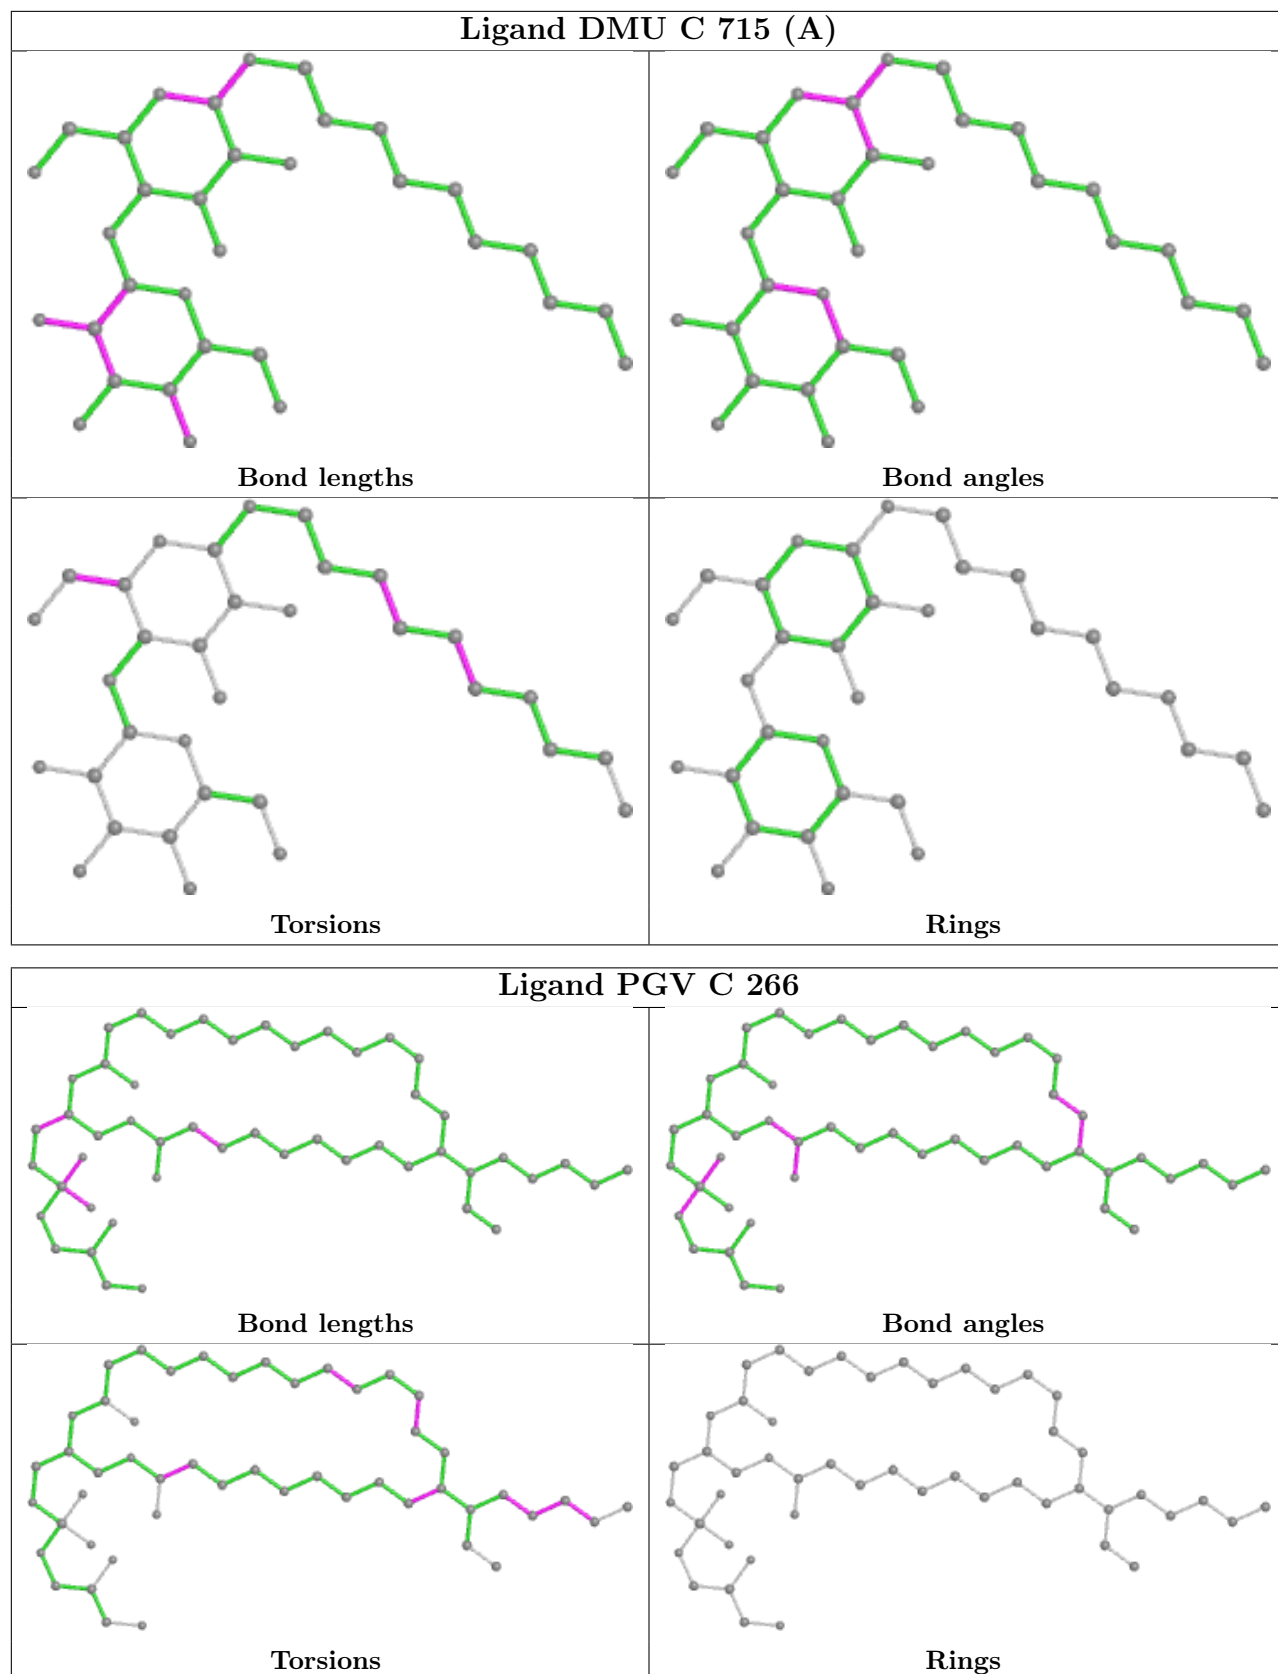 Ligand DMU C 715 (A)
Bond lengths
Bond angles
Torsions
Rings
Ligand PGV C 266
Bond lengths
Bond angles
Torsions
Rings